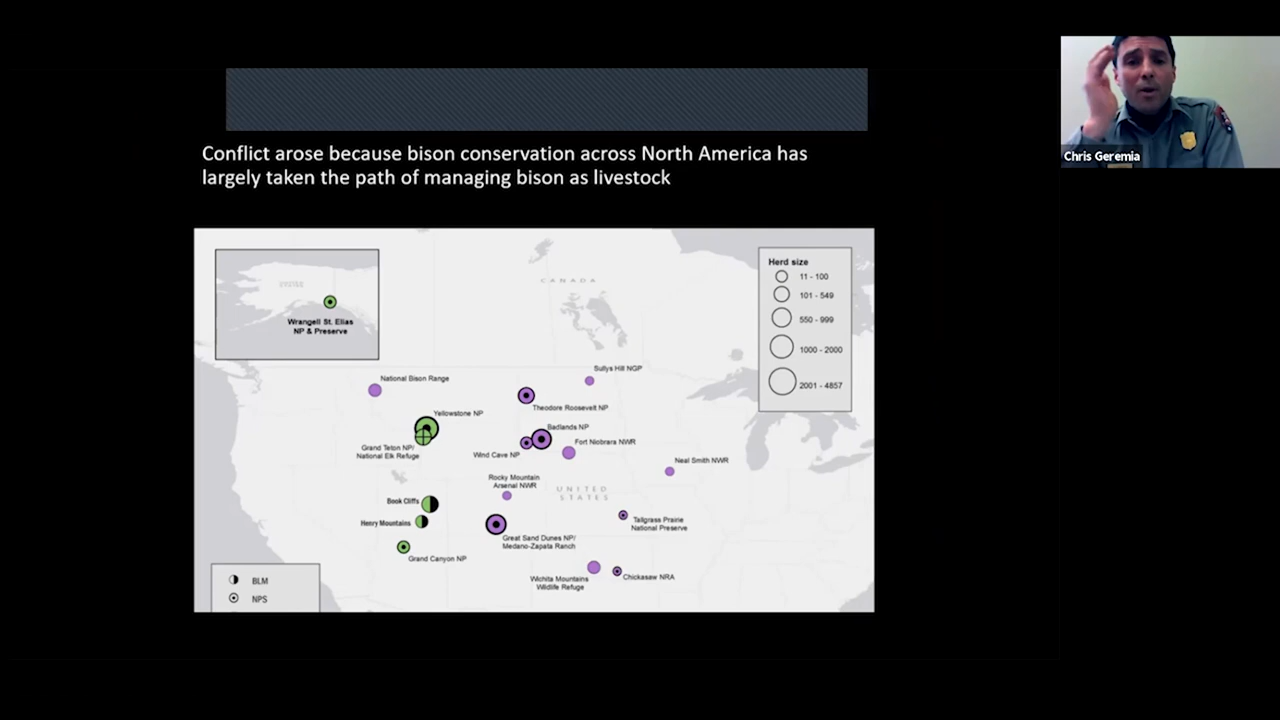 Conflict arose because bison conservation across North America has
largely taken the path of managing bison as livestock
Chris Geremia
Wrangell St. Elias
NP & Preserve
CANADA
Herd size
11 - 100
101 - 549
550 - 999
1000 - 2000
2001 - 4857
National Bison Range
Sullys Hill NGP
Theodore Roosevelt NP
Yellowstone NP
Badlands NP
Grand Teton NP/
National Elk Refuge
Wind Cave NP
Fort Niobrara NWR
Neal Smith NWR
Rocky Mountain
Arsenal NWR
UNITED
STATES
Book Cliffs
Henry Mountains
Tallgrass Prairie
National Preserve
Great Sand Dunes NP/
Medano-Zapata Ranch
Grand Canyon NP
Wichita Mountains
Wildlife Refuge
Chickasaw NRA
BLM
NPS